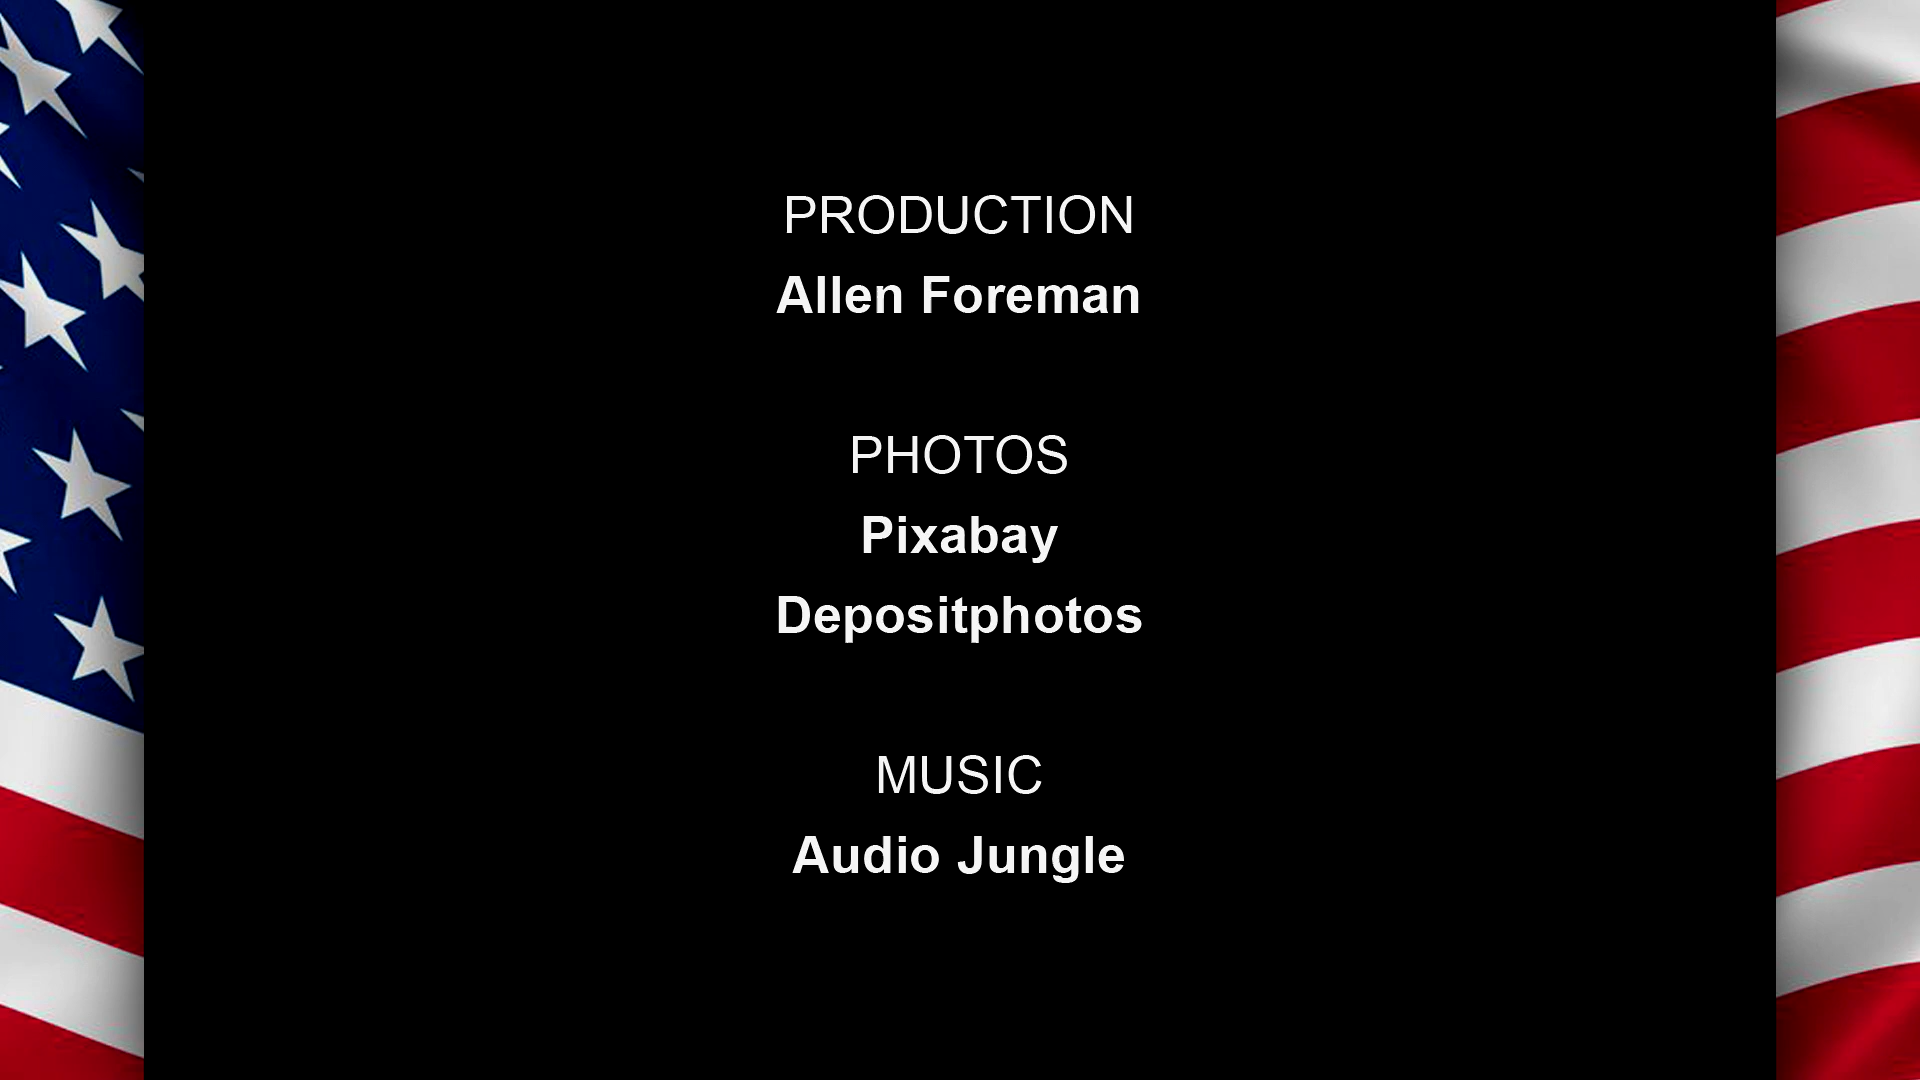 PRODUCTION
Allen Foreman
PHOTOS
Pixabay
Depositphotos
MUSIC
Audio Jungle